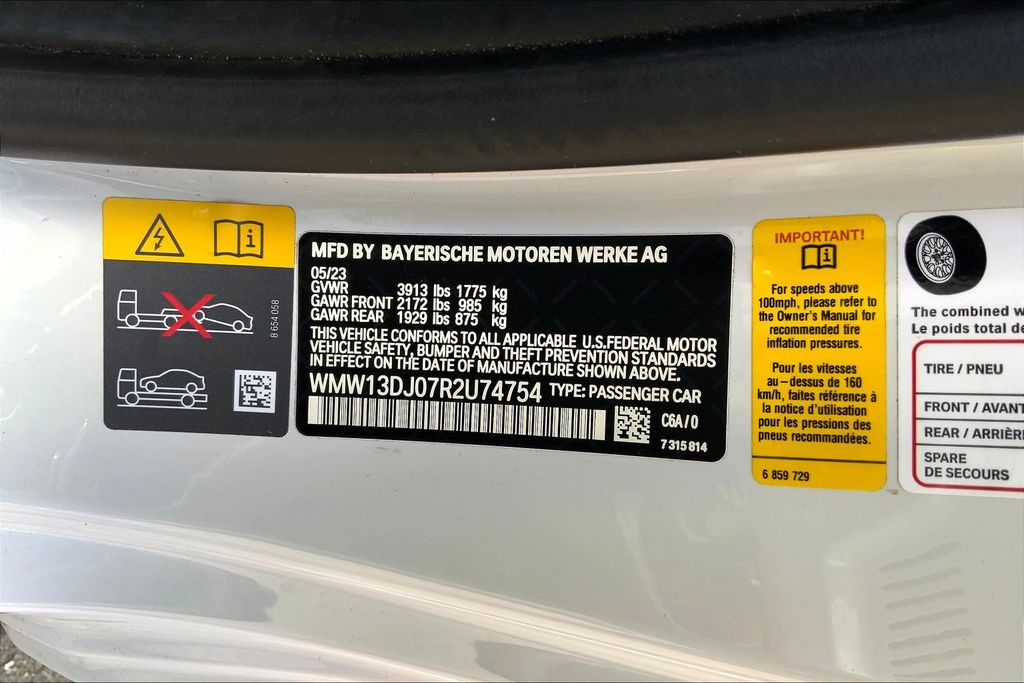 8 654 058
MFD BY BAYERISCHE MOTOREN WERKE AG
05/23
GVWR 3913 lbs 1775 kg
GAWR FRONT 2172 lbs 985 kg
GAWR REAR 1929 lbs 875 kg
THIS VEHICLE CONFORMS TO ALL APPLICABLE U.S.FEDERAL MOTOR
VEHICLE SAFETY, BUMPER AND THEFT PREVENTION STANDARDS
IN EFFECT ON THE DATE OF MANUFACTURE SHOWN ABOVE.
WMW13DJ07R2U74754 TYPE: PASSENGER CAR
C6A/0
7 315 814
IMPORTANT!
For speeds above
100mph, please refer to
the Owner's Manual for
recommended tire
inflation pressures.
Pour les vitesses
au-dessus de 160
km/h, faites référence à
la notice d'utilisation
pour les pressions des
pneus recommandées.
6 859 729
The combined w
Le poids total de
TIRE / PNEU
FRONT / AVANT
REAR / ARRIÈR
SPARE
DE SECOURS